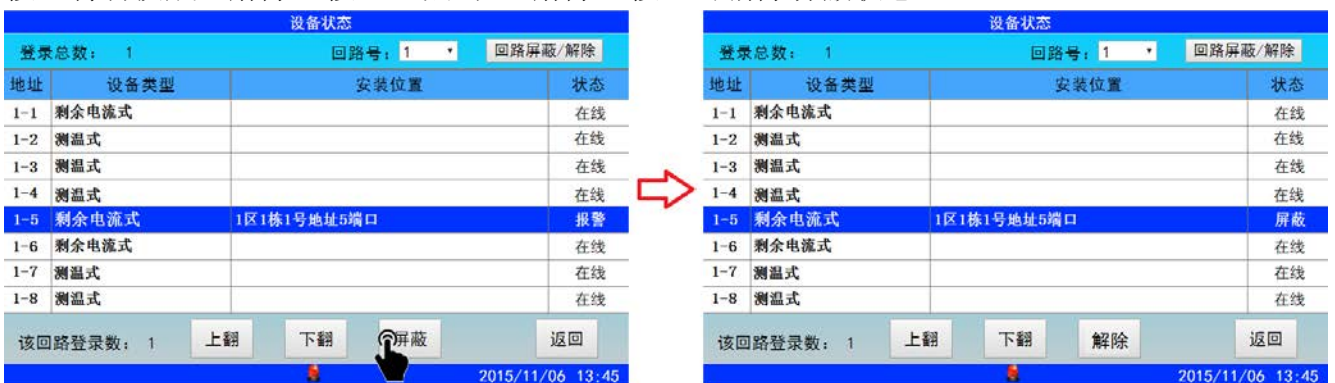 设备状态
登录总数： 1 回路号：1 回路屏蔽/解除
地址 设备类型 安装位置 状态
1-1 剩余电流式 在线
1-2 测温式 在线
1-3 测温式 在线
1-4 测温式 在线
1-5 剩余电流式 1区1栋1号地址5端口 报警
1-6 剩余电流式 在线
1-7 测温式 在线
1-8 测温式 在线
该回路登录数： 1 上翻 下翻 屏蔽 返回
2015/11/06 13:45
设备状态
登录总数： 1 回路号：1 回路屏蔽/解除
地址 设备类型 安装位置 状态
1-1 剩余电流式 在线
1-2 测温式 在线
1-3 测温式 在线
1-4 测温式 在线
1-5 剩余电流式 1区1栋1号地址5端口 屏蔽
1-6 剩余电流式 在线
1-7 测温式 在线
1-8 测温式 在线
该回路登录数： 1 上翻 下翻 解除 返回
2015/11/06 13:45